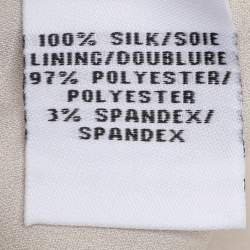 100% SILK/SOIE
LINING/DOUBLURE
97% POLYESTER/
POLYESTER
3% SPANDEX/
SPANDEX